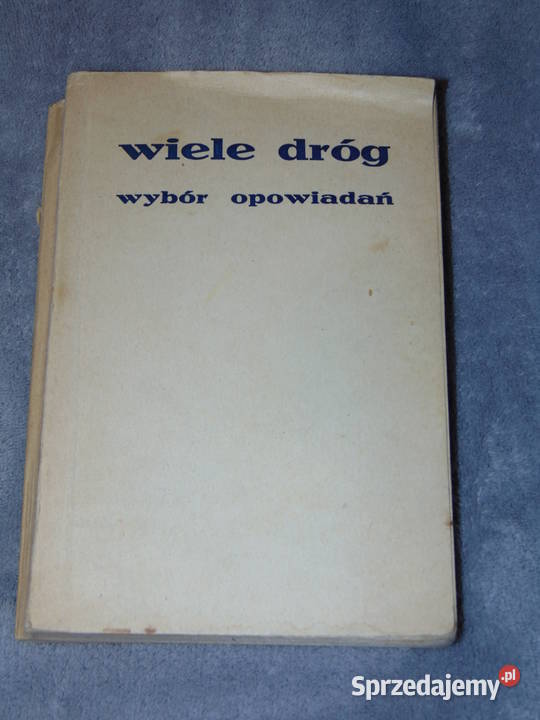 wiele dróg
wybór opowiadań
Sprzedajemy.pl